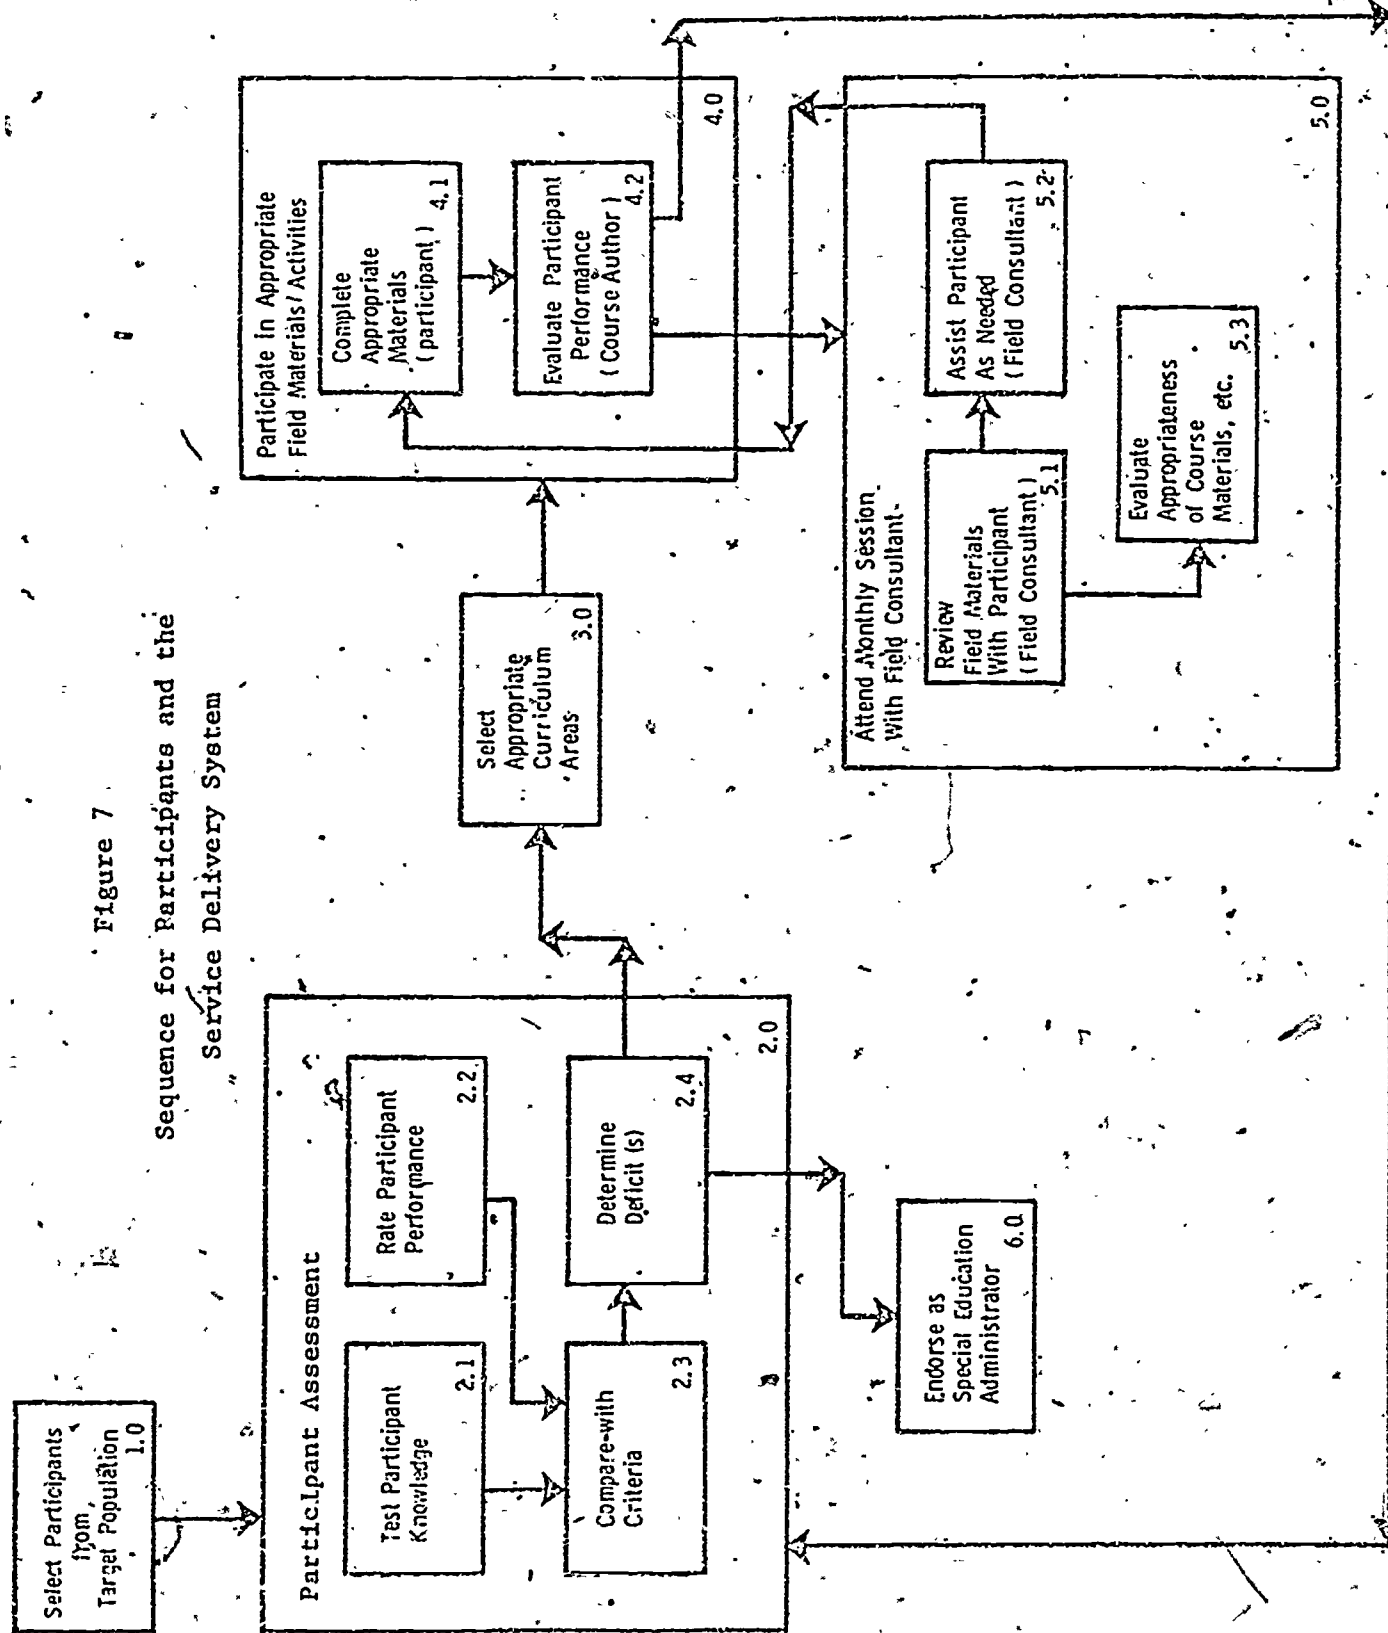 Figure 7
Sequence for Participants and the
Service Delivery System
Select Participants
from
Target Population
1.0
Participant Assessment
Test Participant
Knowledge
2.1
Rate Participant
Performance
2.2
Compare with
Criteria
2.3
Determine
Deficit (s)
2.4
2.0
Select
Appropriate
Curriculum
Areas
3.0
Participate In Appropriate
Field Materials/Activities
Complete
Appropriate
Materials
(participant)
4.1
Evaluate Participant
Performance
(Course Author)
4.2
4.0
Attend Monthly Session
With Field Consultant
Review
Field Materials
With Participant
(Field Consultant)
5.1
Assist Participant
As Needed
(Field Consultant)
5.2
Evaluate
Appropriateness
of Course
Materials, etc.
5.3
5.0
Endorse as
Special Education
Administrator
6.0